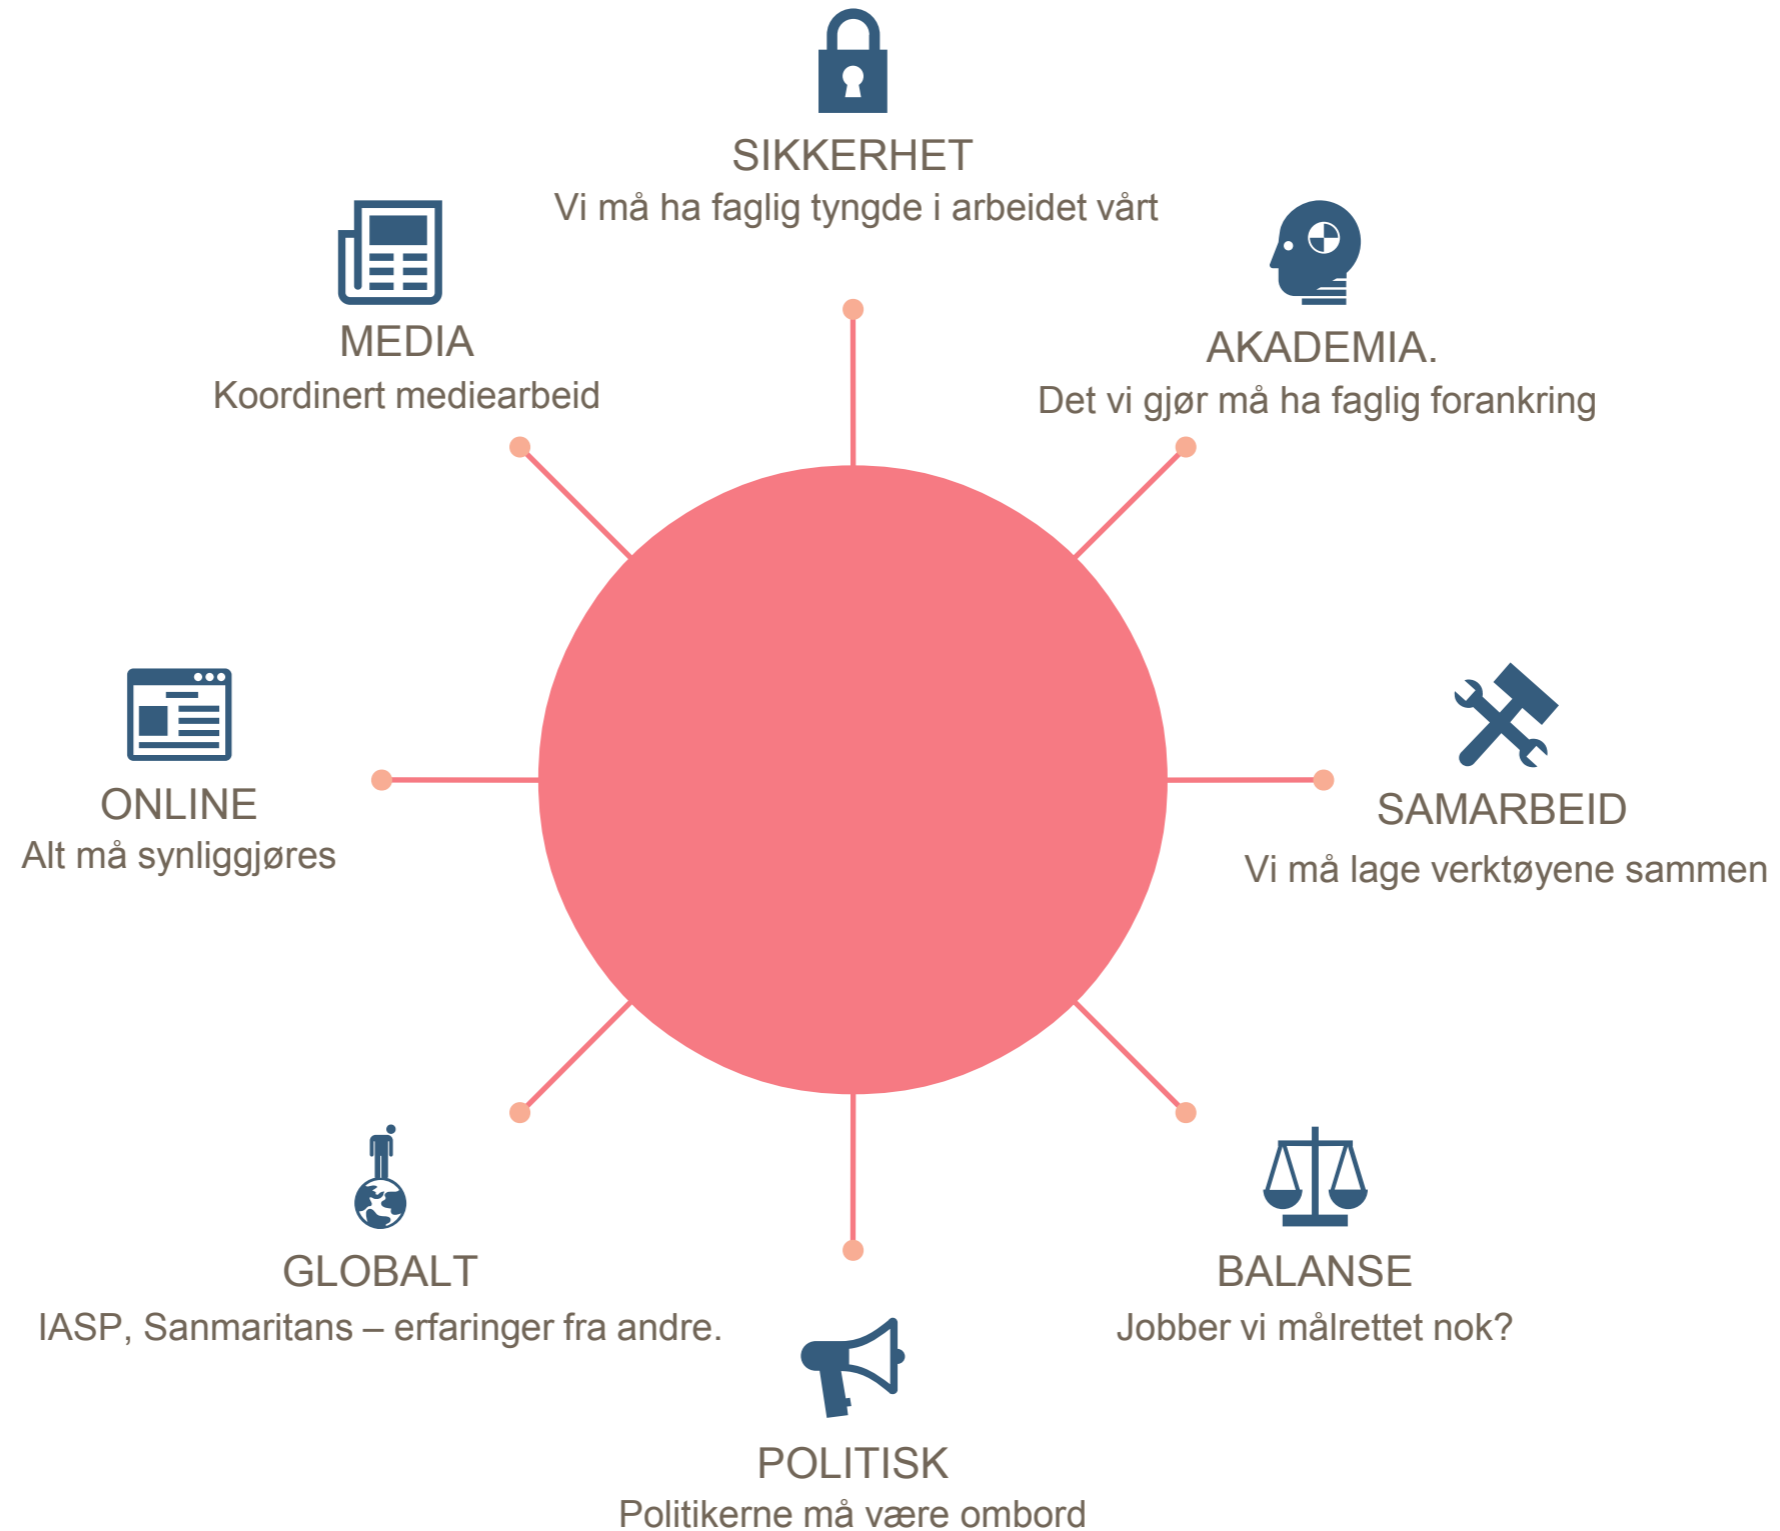 SIKKERHET
Vi må ha faglig tyngde i arbeidet vårt
MEDIA
Koordinert mediearbeid
AKADEMIA.
Det vi gjør må ha faglig forankring
ONLINE
Alt må synliggjøres
SAMARBEID
Vi må lage verktøyene sammen
GLOBALT
IASP, Sanmaritans – erfaringer fra andre.
BALANSE
Jobber vi målrettet nok?
POLITISK
Politikerne må være ombord